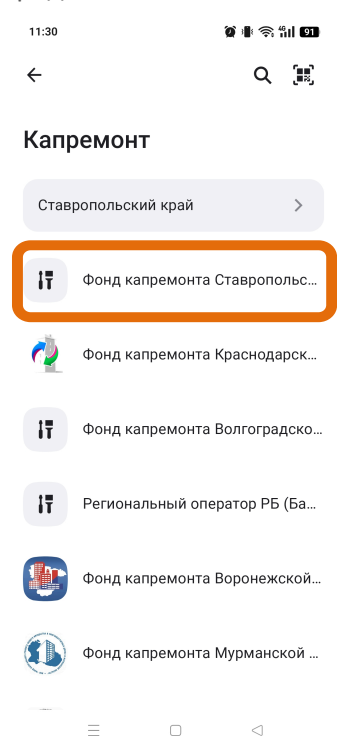 11:30
4G
91
Капремонт
Ставропольский край
Фонд капремонта Ставропольс...
Фонд капремонта Краснодарск...
Фонд капремонта Волгоградско...
Региональный оператор РБ (Ба...
Фонд капремонта Воронежской...
Фонд капремонта Мурманской ...